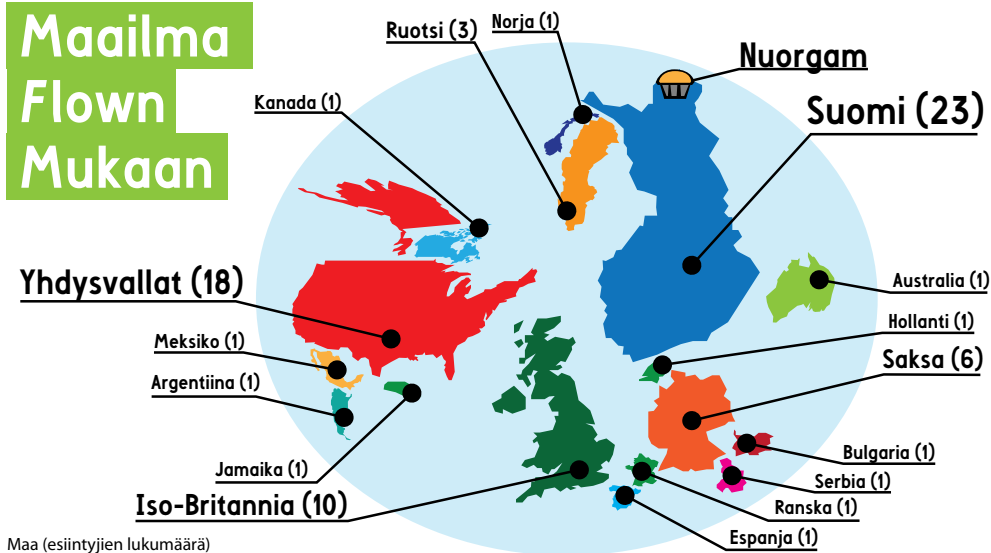 Maailma
Flown
Mukaan
Ruotsi (3)
Norja (1)
Nuorgam
Kanada (1)
Suomi (23)
Yhdysvallat (18)
Australia (1)
Hollanti (1)
Meksiko (1)
Saksa (6)
Argentiina (1)
Bulgaria (1)
Jamaika (1)
Serbia (1)
Iso-Britannia (10)
Ranska (1)
Espanja (1)
Maa (esiintyjien lukumäärä)